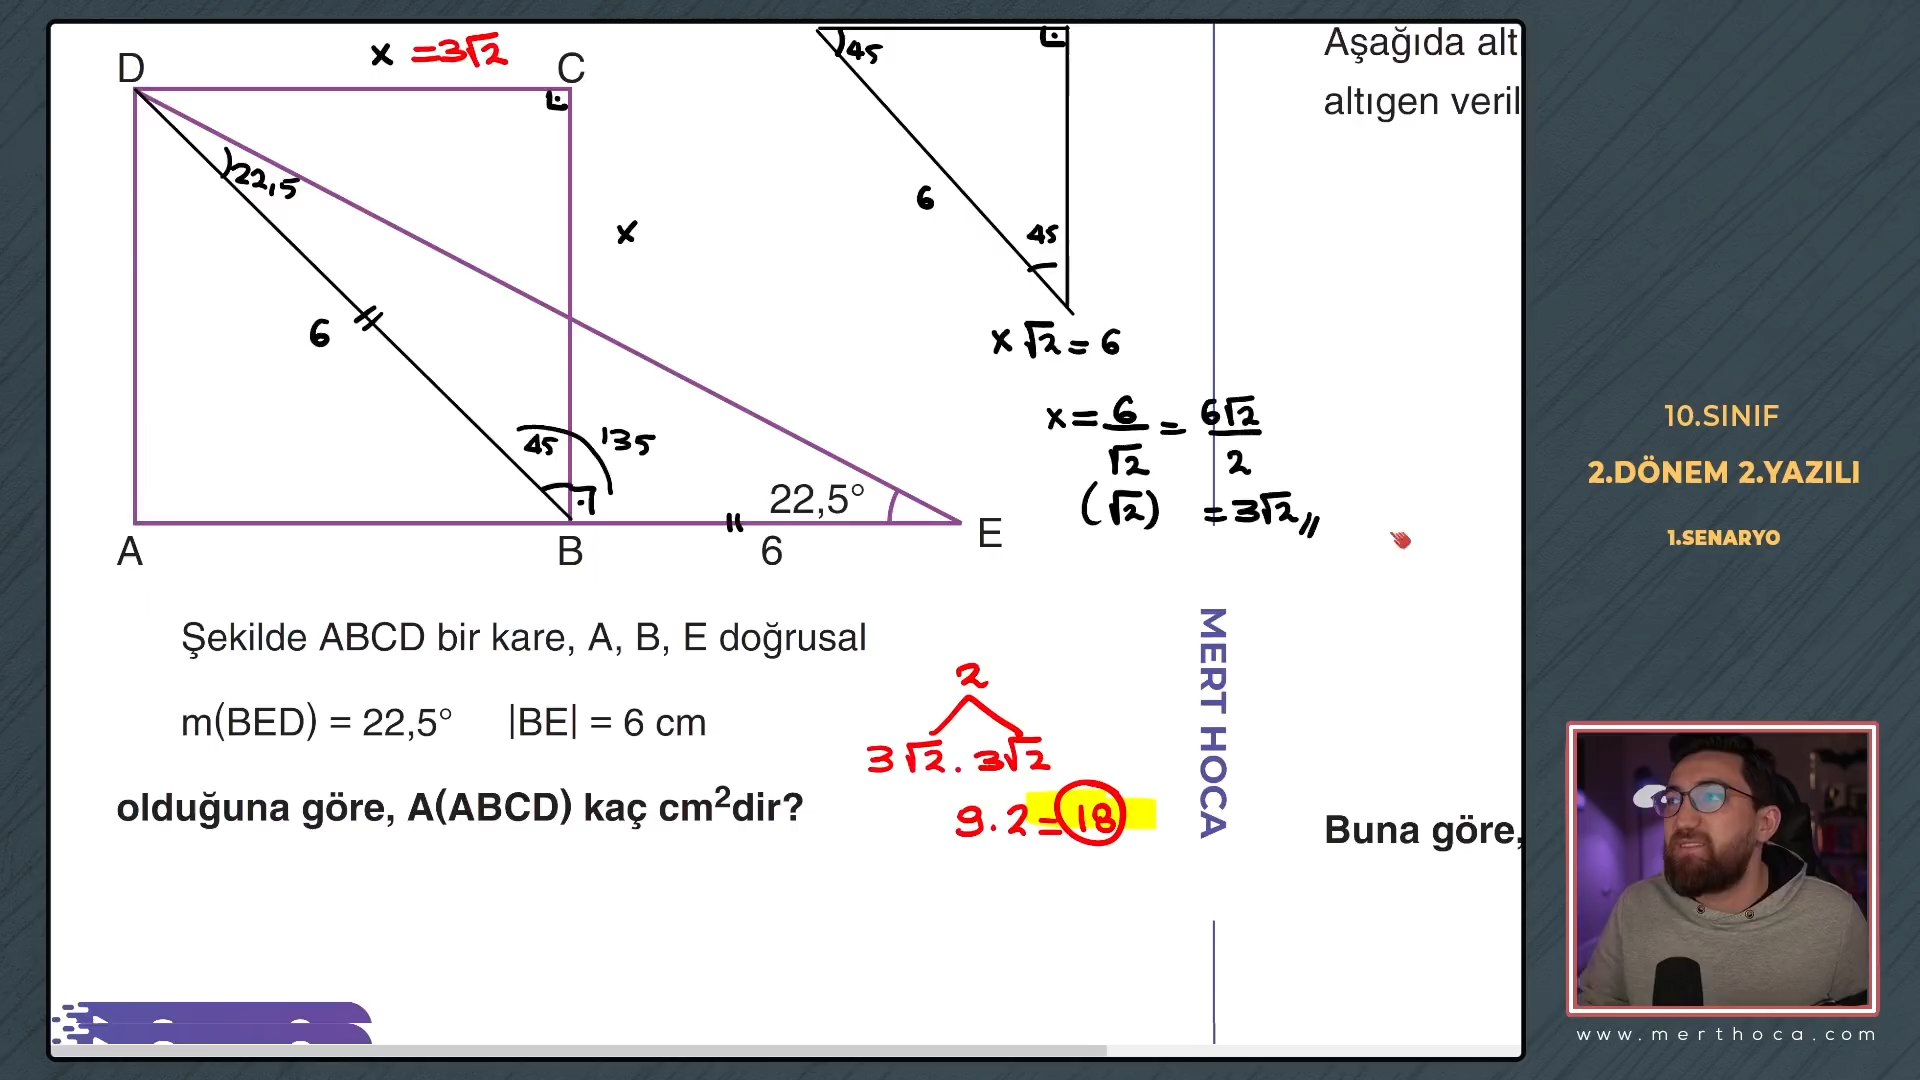 x = 3√2
D
C
22,5
x
6
45
135
22,5°
A
B
6
E
45
6
45
x√2 = 6
x = 6/√2 = 6√2/2
(√2) = 3√2 //
Şekilde ABCD bir kare, A, B, E doğrusal
m(BED) = 22,5° |BE| = 6 cm
olduğuna göre, A(ABCD) kaç cm²dir?
2
3√2 . 3√2
9.2 = 18
MERT HOCA
Aşağıda alt
altıgen veril
Buna göre,
10.SINIF
2.DÖNEM 2.YAZILI
1.SENARYO
www.merthoca.com